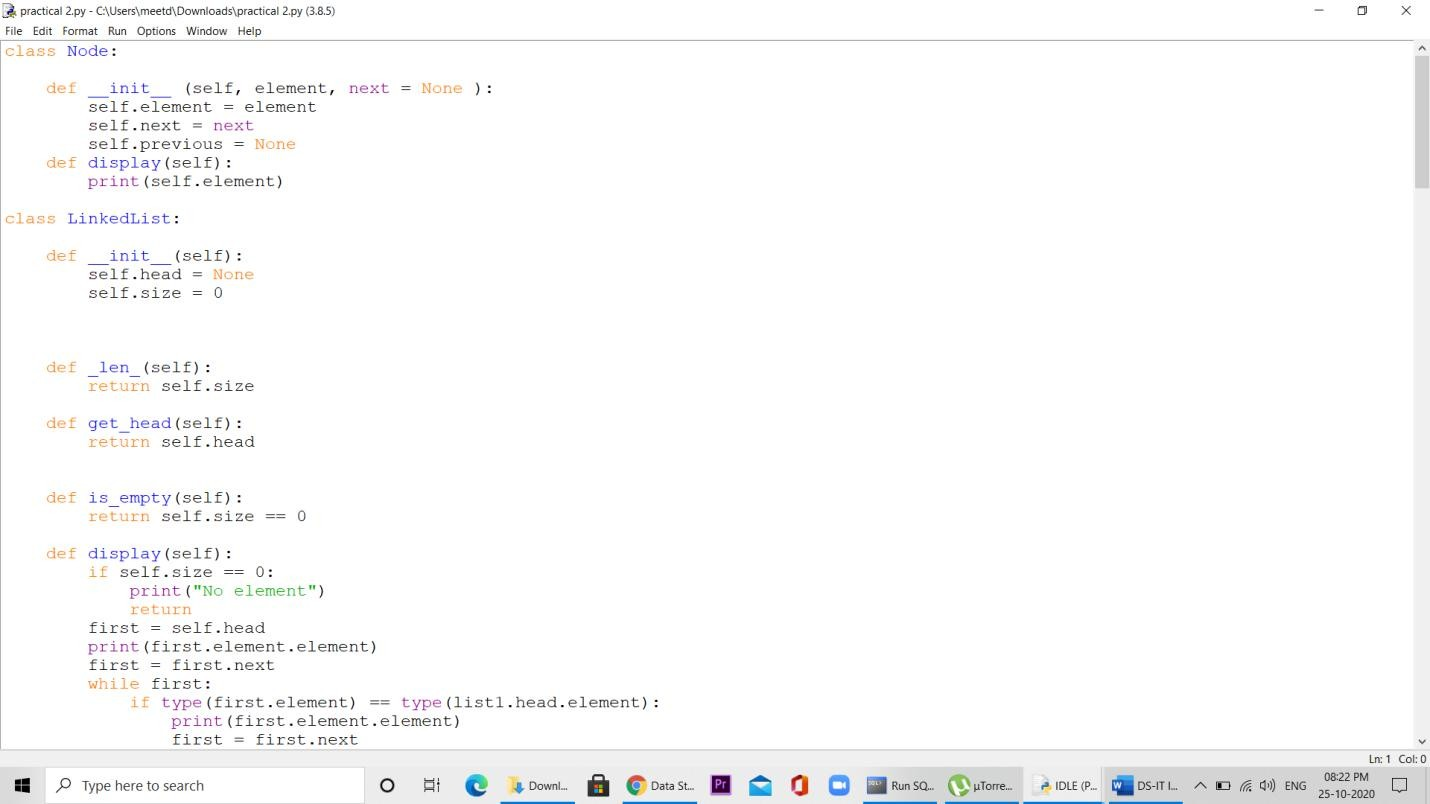 practical 2.py - C:\Users\meetd\Downloads\practical 2.py (3.8.5)
File Edit Format Run Options Window Help
class Node:
    def __init__ (self, element, next = None ):
        self.element = element
        self.next = next
        self.previous = None
    def display(self):
        print(self.element)
class LinkedList:
    def __init__(self):
        self.head = None
        self.size = 0
    def _len_(self):
        return self.size
    def get_head(self):
        return self.head
    def is_empty(self):
        return self.size == 0
    def display(self):
        if self.size == 0:
            print("No element")
            return
        first = self.head
        print(first.element.element)
        first = first.next
        while first:
            if type(first.element) == type(list1.head.element):
                print(first.element.element)
                first = first.next
Ln: 1 Col: 0
Type here to search Downl... Data St... Pr Run SQ... µTorre... IDLE (P... DS-IT I... ENG 08:22 PM
25-10-2020